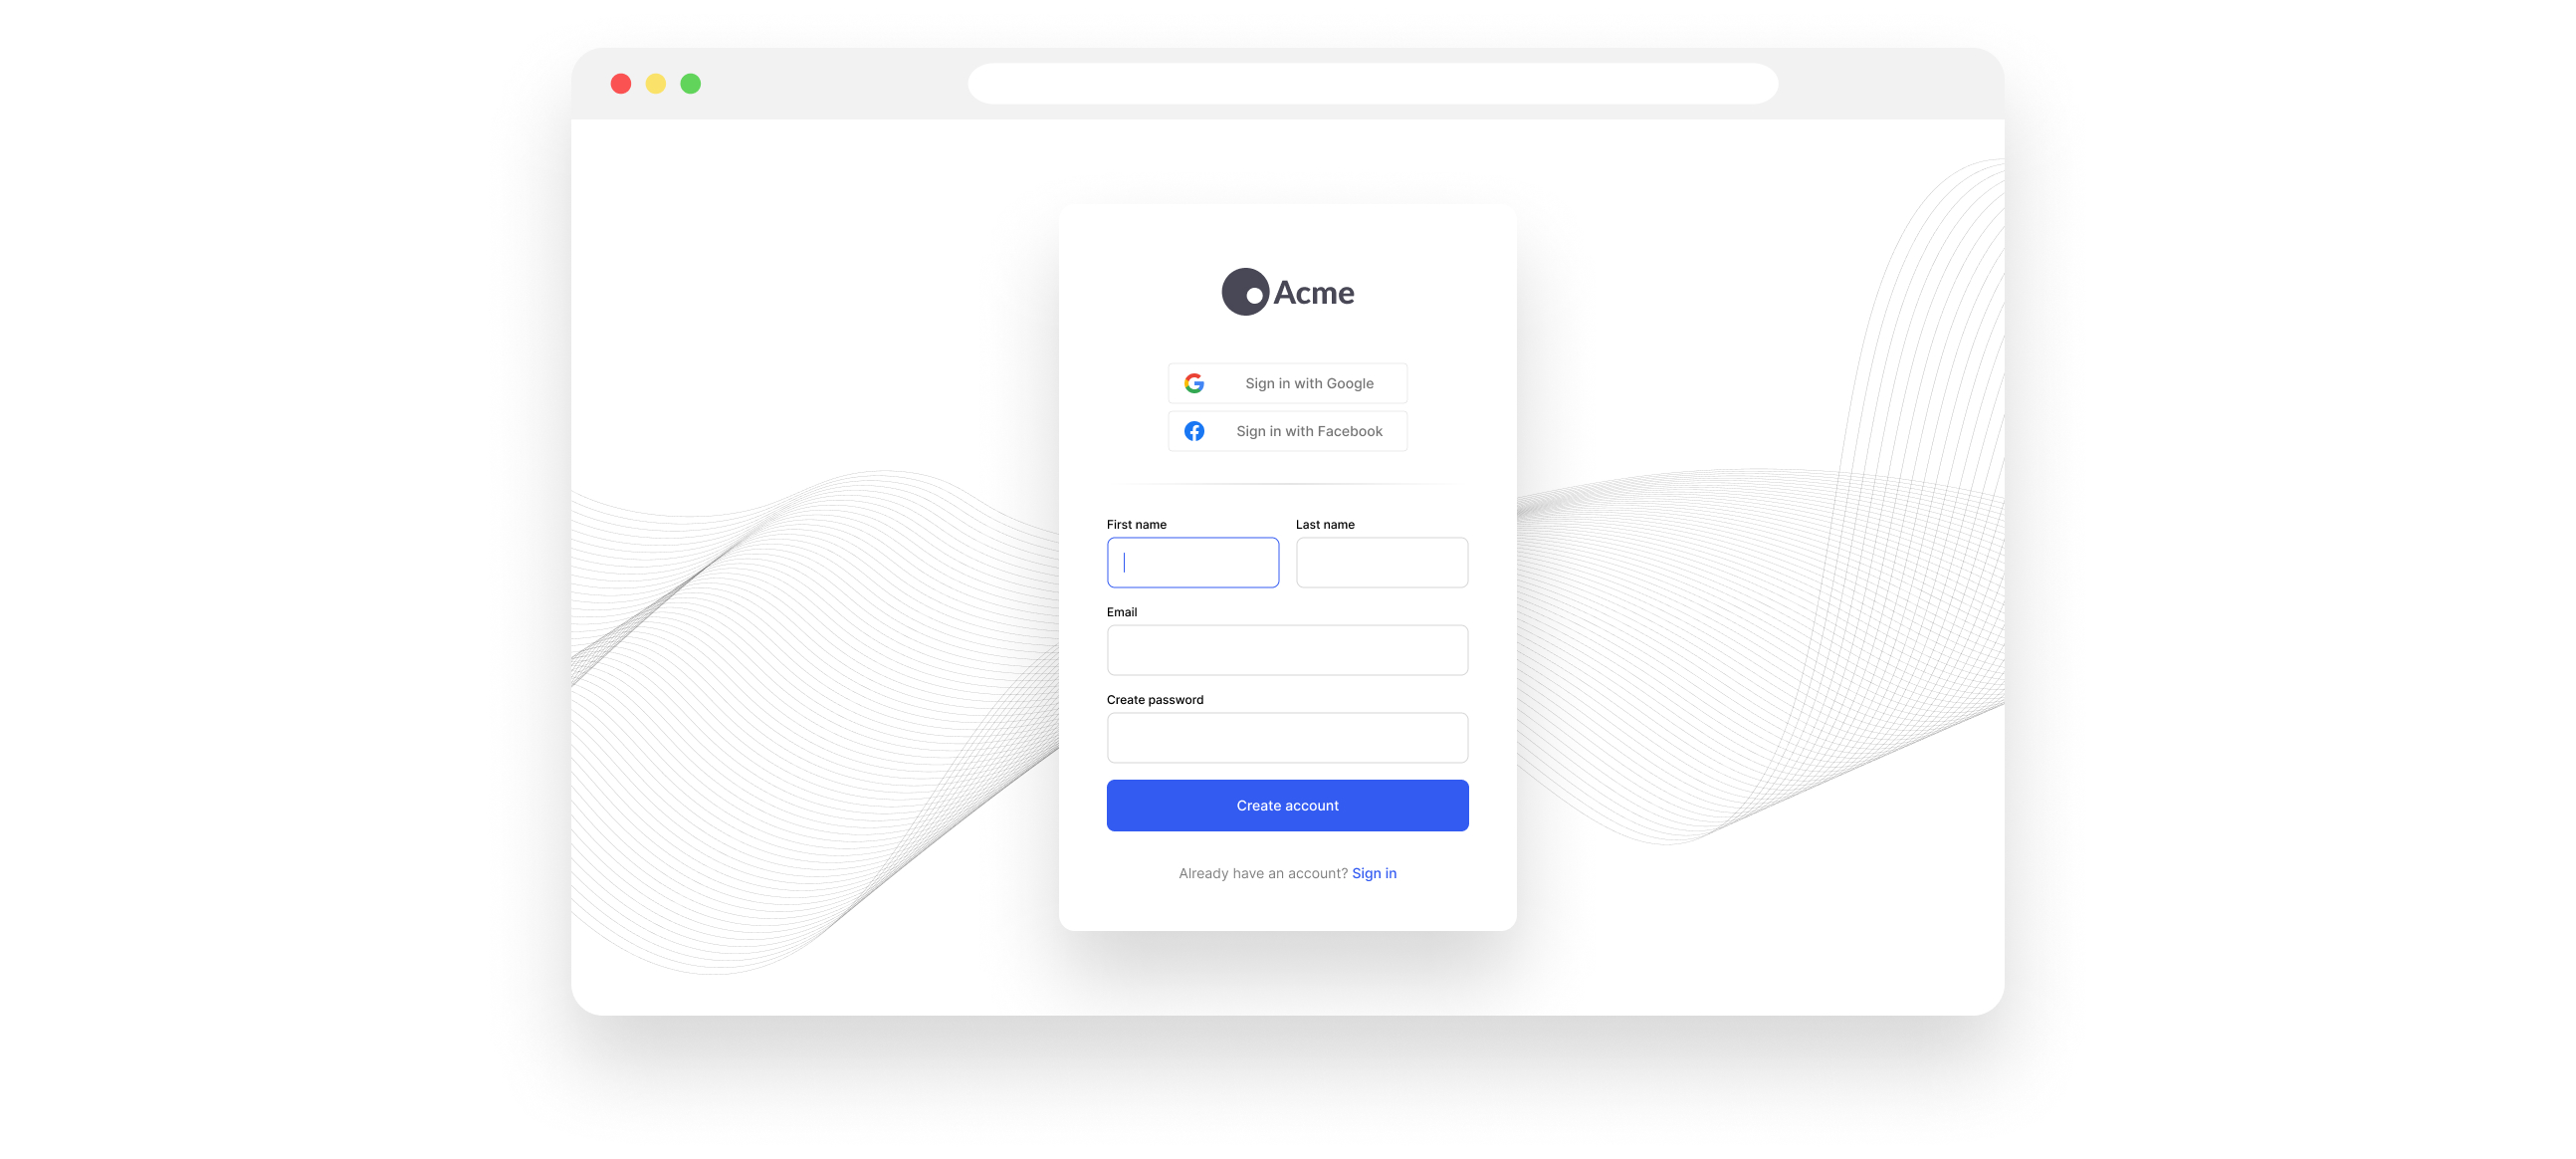 Acme
Sign in with Google
Sign in with Facebook
First name
Last name
Email
Create password
Create account
Already have an account? Sign in